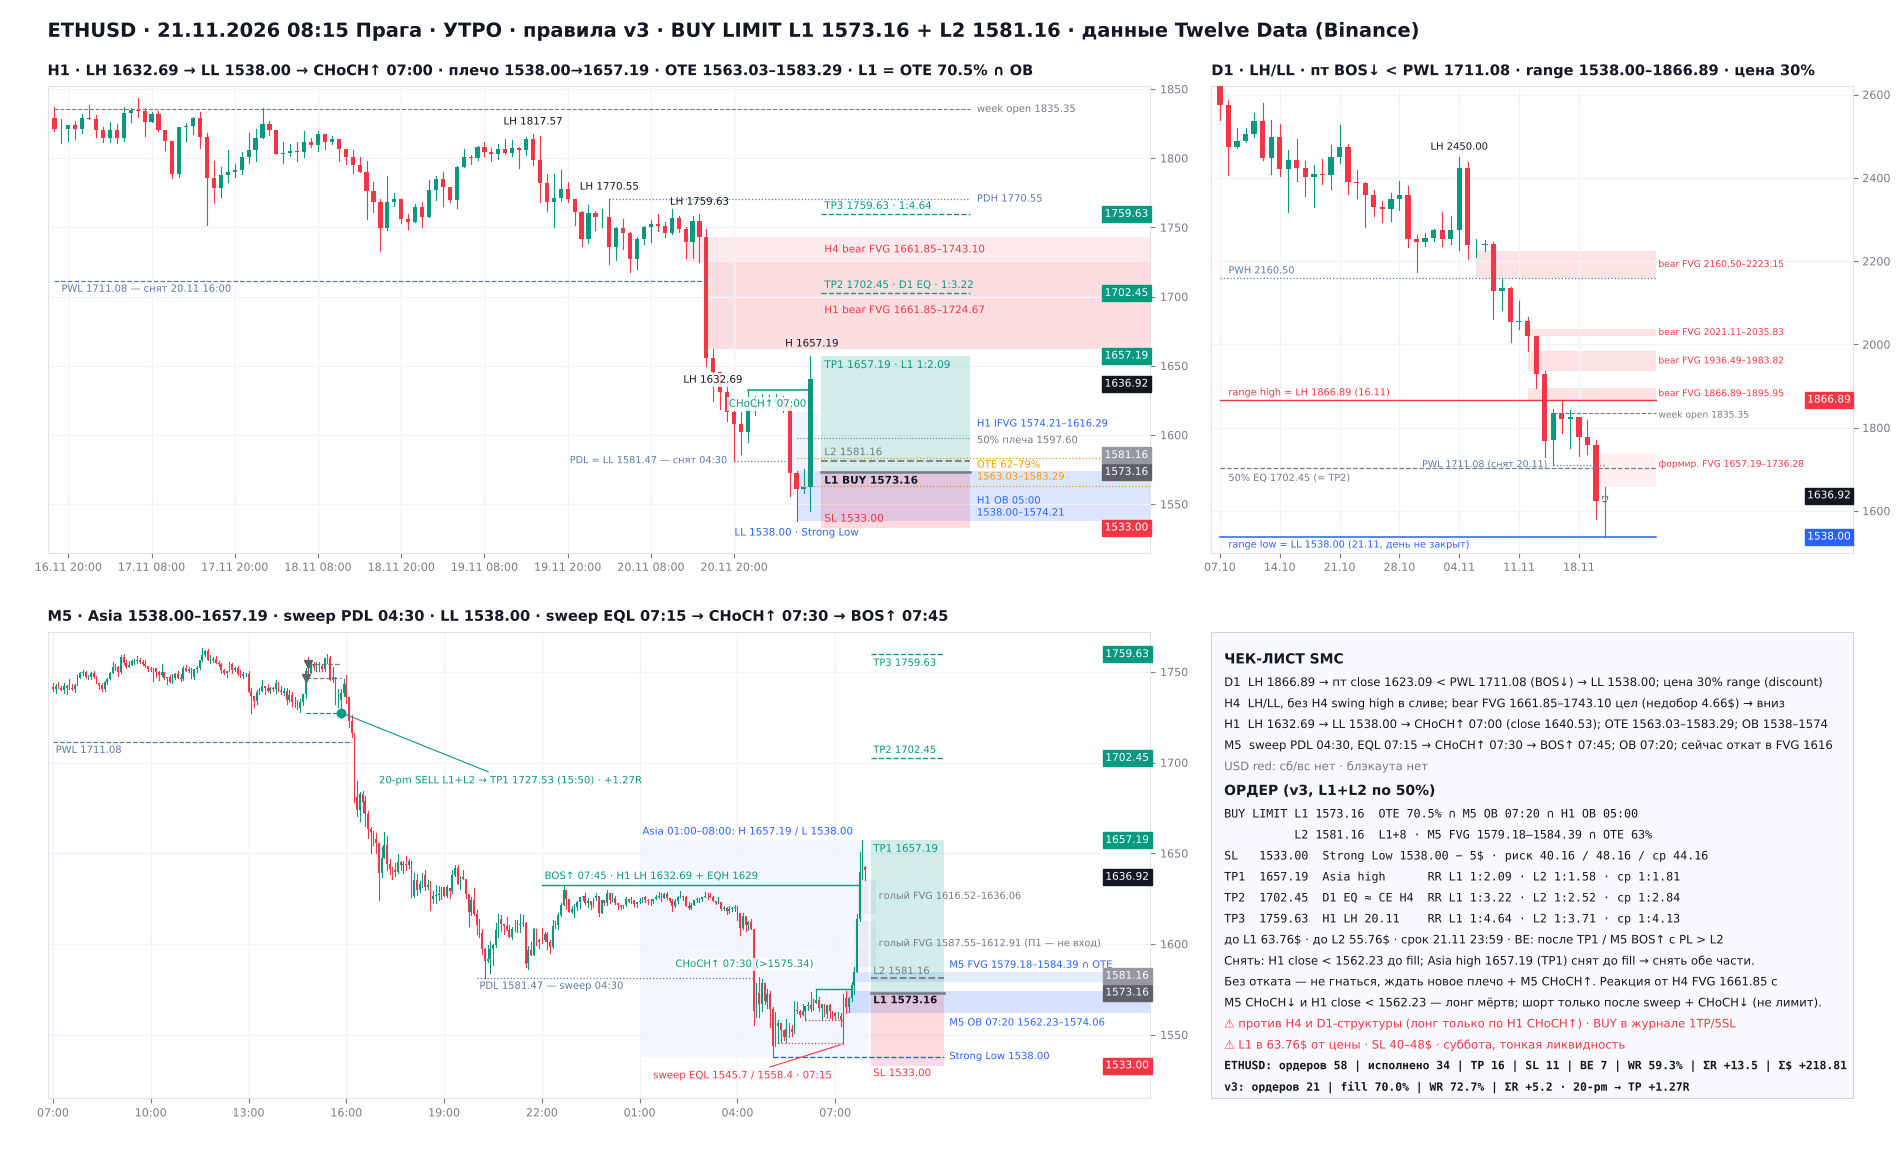 ETHUSD · 21.11.2026 08:15 Прага · УТРО · правила v3 · BUY LIMIT L1 1573.16 + L2 1581.16 · данные Twelve Data (Binance)
H1 · LH 1632.69 → LL 1538.00 → CHoCH↑ 07:00 · плечо 1538.00→1657.19 · OTE 1563.03–1583.29 · L1 = OTE 70.5% ∩ OB
week open 1835.35
LH 1817.57
LH 1770.55
LH 1759.63
PDH 1770.55
TP3 1759.63 · 1:4.64
H4 bear FVG 1661.85–1743.10
PWL 1711.08 — снят 20.11 16:00
TP2 1702.45 · D1 EQ · 1:3.22
H1 bear FVG 1661.85–1724.67
H 1657.19
TP1 1657.19 · L1 1:2.09
LH 1632.69
CHoCH↑ 07:00
H1 IFVG 1574.21–1616.29
50% плеча 1597.60
L2 1581.16
PDL = LL 1581.47 — снят 04:30
OTE 62–79%
1563.03–1583.29
L1 BUY 1573.16
H1 OB 05:00
1538.00–1574.21
SL 1533.00
LL 1538.00 · Strong Low
1850
1800
1759.63
1750
1702.45
1700
1657.19
1650
1636.92
1600
1581.16
1573.16
1550
1533.00
16.11 20:00
17.11 08:00
17.11 20:00
18.11 08:00
18.11 20:00
19.11 08:00
19.11 20:00
20.11 08:00
20.11 20:00
D1 · LH/LL · пт BOS↓ < PWL 1711.08 · range 1538.00–1866.89 · цена 30%
LH 2450.00
PWH 2160.50
bear FVG 2160.50–2223.15
bear FVG 2021.11–2035.83
bear FVG 1936.49–1983.82
range high = LH 1866.89 (16.11)
bear FVG 1866.89–1895.95
week open 1835.35
PWL 1711.08 (снят 20.11)
формир. FVG 1657.19–1736.28
50% EQ 1702.45 (= TP2)
range low = LL 1538.00 (21.11, день не закрыт)
2600
2400
2200
2000
1866.89
1800
1636.92
1600
1538.00
07.10
14.10
21.10
28.10
04.11
11.11
18.11
M5 · Asia 1538.00–1657.19 · sweep PDL 04:30 · LL 1538.00 · sweep EQL 07:15 → CHoCH↑ 07:30 → BOS↑ 07:45
PWL 1711.08
20-pm SELL L1+L2 → TP1 1727.53 (15:50) · +1.27R
TP3 1759.63
TP2 1702.45
Asia 01:00–08:00: H 1657.19 / L 1538.00
TP1 1657.19
BOS↑ 07:45 · H1 LH 1632.69 + EQH 1629
голый FVG 1616.52–1636.06
голый FVG 1587.55–1612.91 (П1 — не вход)
CHoCH↑ 07:30 (>1575.34)
M5 FVG 1579.18–1584.39 ∩ OTE
L2 1581.16
PDL 1581.47 — sweep 04:30
L1 1573.16
M5 OB 07:20 1562.23–1574.06
Strong Low 1538.00
sweep EQL 1545.7 / 1558.4 · 07:15
SL 1533.00
1759.63
1750
1702.45
1700
1657.19
1650
1636.92
1600
1581.16
1573.16
1550
1533.00
07:00
10:00
13:00
16:00
19:00
22:00
01:00
04:00
07:00
ЧЕК-ЛИСТ SMC
D1 LH 1866.89 → пт close 1623.09 < PWL 1711.08 (BOS↓) → LL 1538.00; цена 30% range (discount)
H4 LH/LL, без H4 swing high в сливе; bear FVG 1661.85–1743.10 цел (недобор 4.66$) → вниз
H1 LH 1632.69 → LL 1538.00 → CHoCH↑ 07:00 (close 1640.53); OTE 1563.03–1583.29; OB 1538–1574
M5 sweep PDL 04:30, EQL 07:15 → CHoCH↑ 07:30 → BOS↑ 07:45; OB 07:20; сейчас откат в FVG 1616
USD red: сб/вс нет · блэкаута нет
ОРДЕР (v3, L1+L2 по 50%)
BUY LIMIT L1 1573.16 OTE 70.5% ∩ M5 OB 07:20 ∩ H1 OB 05:00
L2 1581.16 L1+8 · M5 FVG 1579.18–1584.39 ∩ OTE 63%
SL 1533.00 Strong Low 1538.00 − 5$ · риск 40.16 / 48.16 / ср 44.16
TP1 1657.19 Asia high RR L1 1:2.09 · L2 1:1.58 · ср 1:1.81
TP2 1702.45 D1 EQ ≈ CE H4 RR L1 1:3.22 · L2 1:2.52 · ср 1:2.84
TP3 1759.63 H1 LH 20.11 RR L1 1:4.64 · L2 1:3.71 · ср 1:4.13
до L1 63.76$ · до L2 55.76$ · срок 21.11 23:59 · BE: после TP1 / M5 BOS↑ с PL > L2
Снять: H1 close < 1562.23 до fill; Asia high 1657.19 (TP1) снят до fill → снять обе части.
Без отката — не гнаться, ждать новое плечо + M5 CHoCH↑. Реакция от H4 FVG 1661.85 с
M5 CHoCH↓ и H1 close < 1562.23 — лонг мёртв; шорт только после sweep + CHoCH↓ (не лимит).
⚠ против H4 и D1-структуры (лонг только по H1 CHoCH↑) · BUY в журнале 1TP/5SL
⚠ L1 в 63.76$ от цены · SL 40–48$ · суббота, тонкая ликвидность
ETHUSD: ордеров 58 | исполнено 34 | TP 16 | SL 11 | BE 7 | WR 59.3% | ΣR +13.5 | Σ$ +218.81
v3: ордеров 21 | fill 70.0% | WR 72.7% | ΣR +5.2 · 20-pm → TP +1.27R